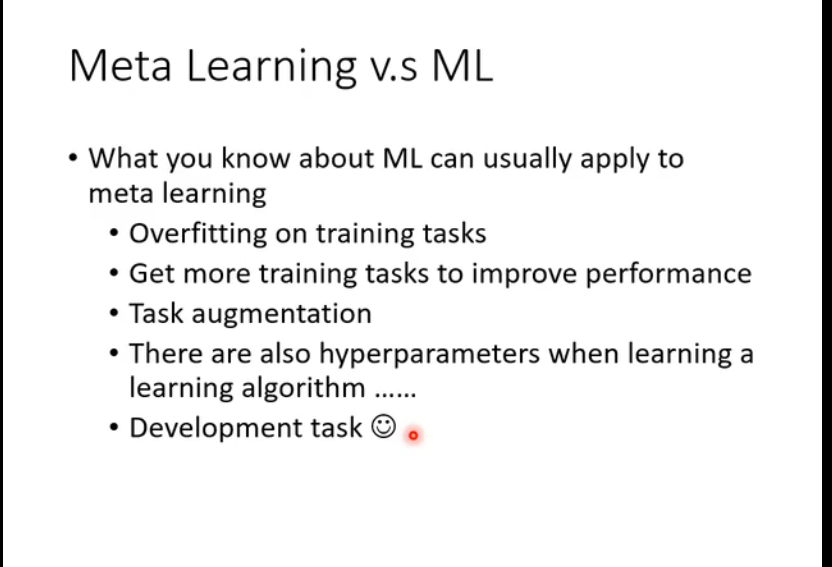 Meta Learning v.s ML
• What you know about ML can usually apply to
meta learning
• Overfitting on training tasks
• Get more training tasks to improve performance
• Task augmentation
• There are also hyperparameters when learning a
learning algorithm ……
• Development task ☺